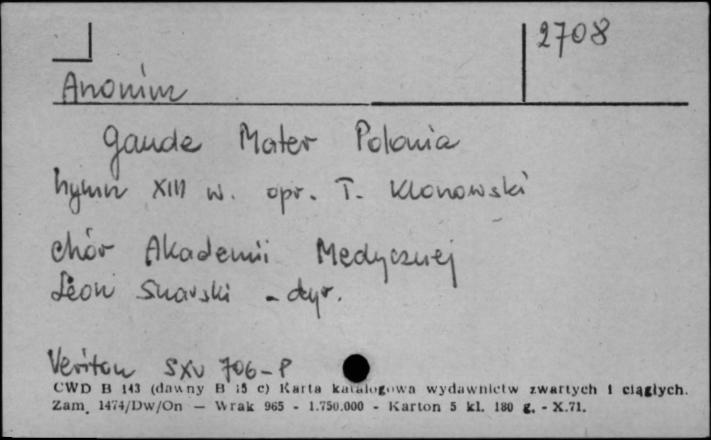 2708
Anonim
Gaude Mater Polonia
hymn XIII w. opr. T. Klonowski
chór Akademii Medycznej
Leon Snarski - dyr.
Veriton SXV 706-P
CWD B 143 (dawny B 15 c) Karta katalogowa wydawnictw zwartych i ciągłych.
Zam. 1474/Dw/On — Wrak 965 - 1.750.000 - Karton 5 kl. 180 g. - X.71.